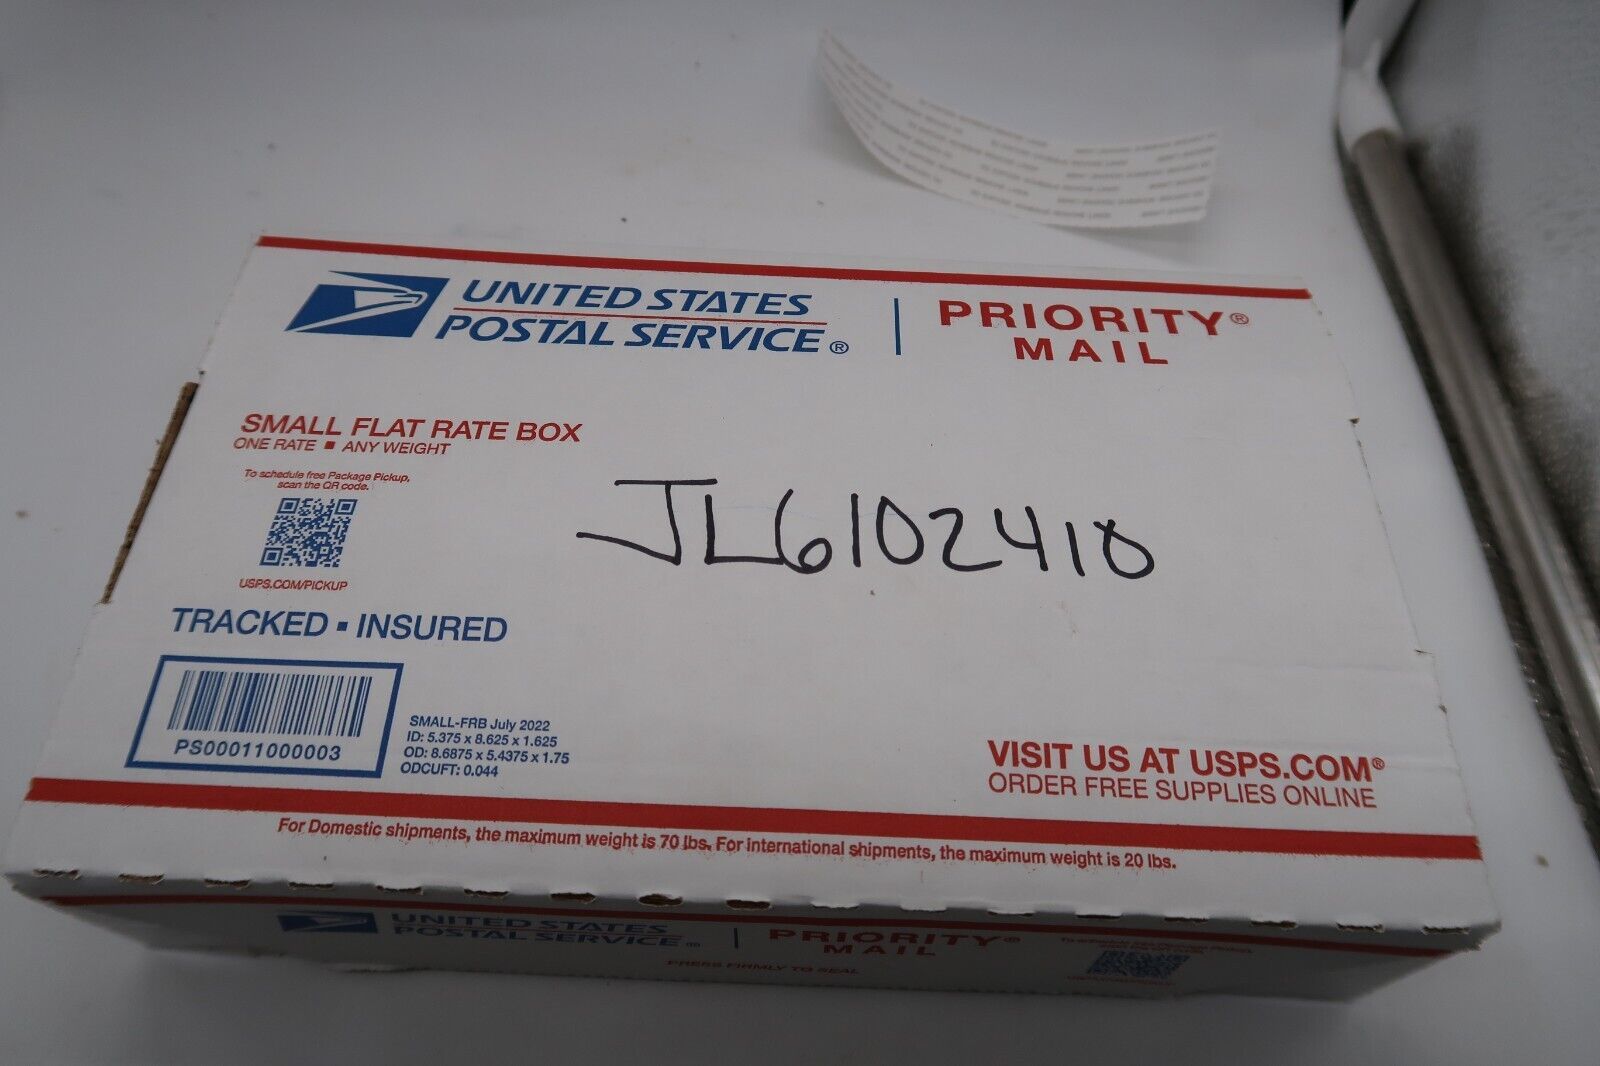 UNITED STATES
POSTAL SERVICE®
PRIORITY®
MAIL
SMALL FLAT RATE BOX
ONE RATE ■ ANY WEIGHT
To schedule free Package Pickup,
scan the QR code.
USPS.COM/PICKUP
JL6102410
TRACKED ▪ INSURED
PS00011000003
SMALL-FRB July 2022
ID: 5.375 x 8.625 x 1.625
OD: 8.6875 x 5.4375 x 1.75
ODCUFT: 0.044
VISIT US AT USPS.COM®
ORDER FREE SUPPLIES ONLINE
For Domestic shipments, the maximum weight is 70 lbs. For international shipments, the maximum weight is 20 lbs.
UNITED STATES
POSTAL SERVICE®
PRIORITY®
MAIL
PRESS FIRMLY TO SEAL